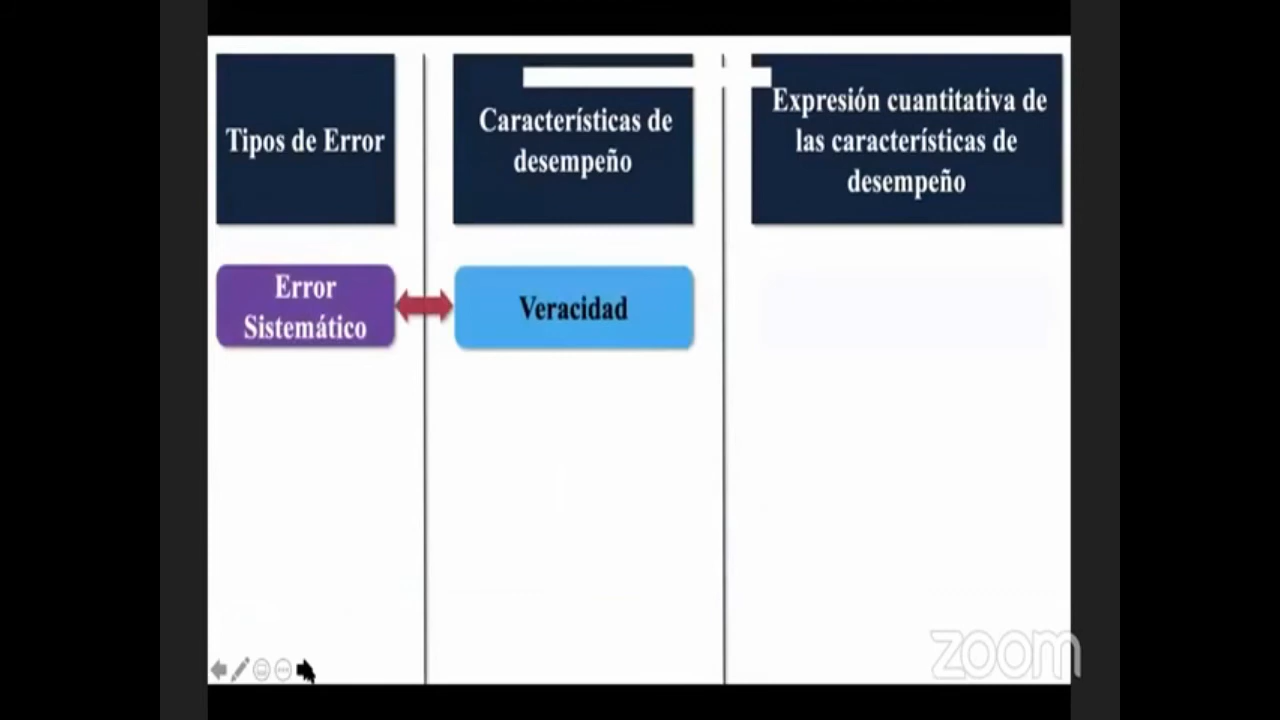 Tipos de Error
Características de
desempeño
Expresión cuantitativa de
las características de
desempeño
Error
Sistemático
Veracidad
zoom